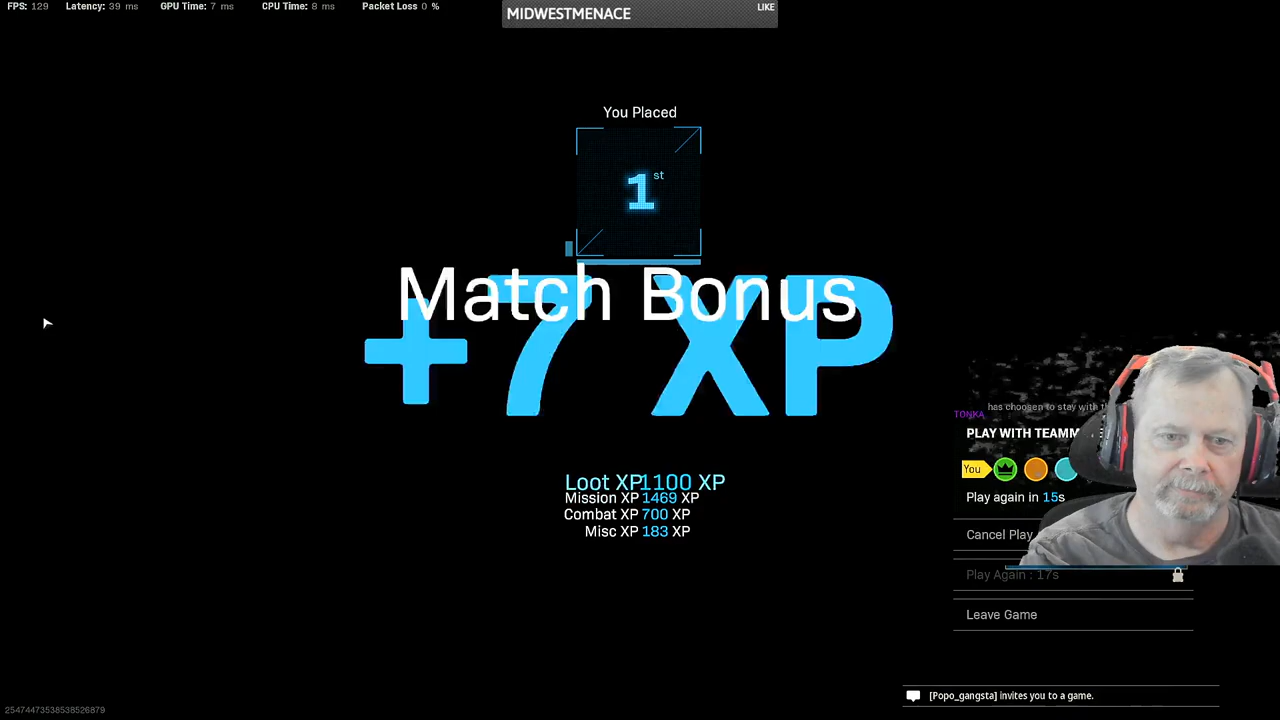 FPS: 129 Latency: 39 ms GPU Time: 7 ms CPU Time: 8 ms Packet Loss 0 %
MIDWESTMENACE
LIKE
You Placed
1st
Match Bonus
+7 XP
Loot XP 1100 XP
Mission XP 1469 XP
Combat XP 700 XP
Misc XP 183 XP
TONKA has choosen to stay with
PLAY WITH
You
Play again in 15s
Cancel Play
Play Again : 17s
Leave Game
[Popo_gangsta] invites you to a game.
25474473538538526879